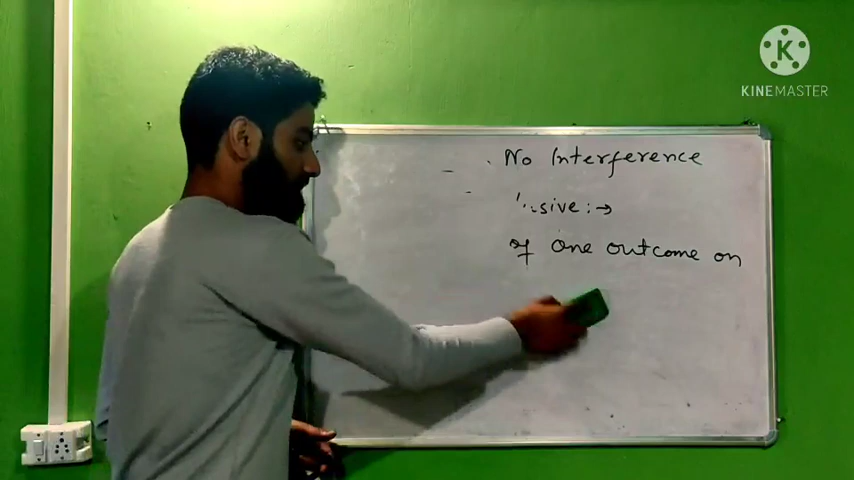 No Interference
sive :→
of One outcome on
K
KINEMASTER